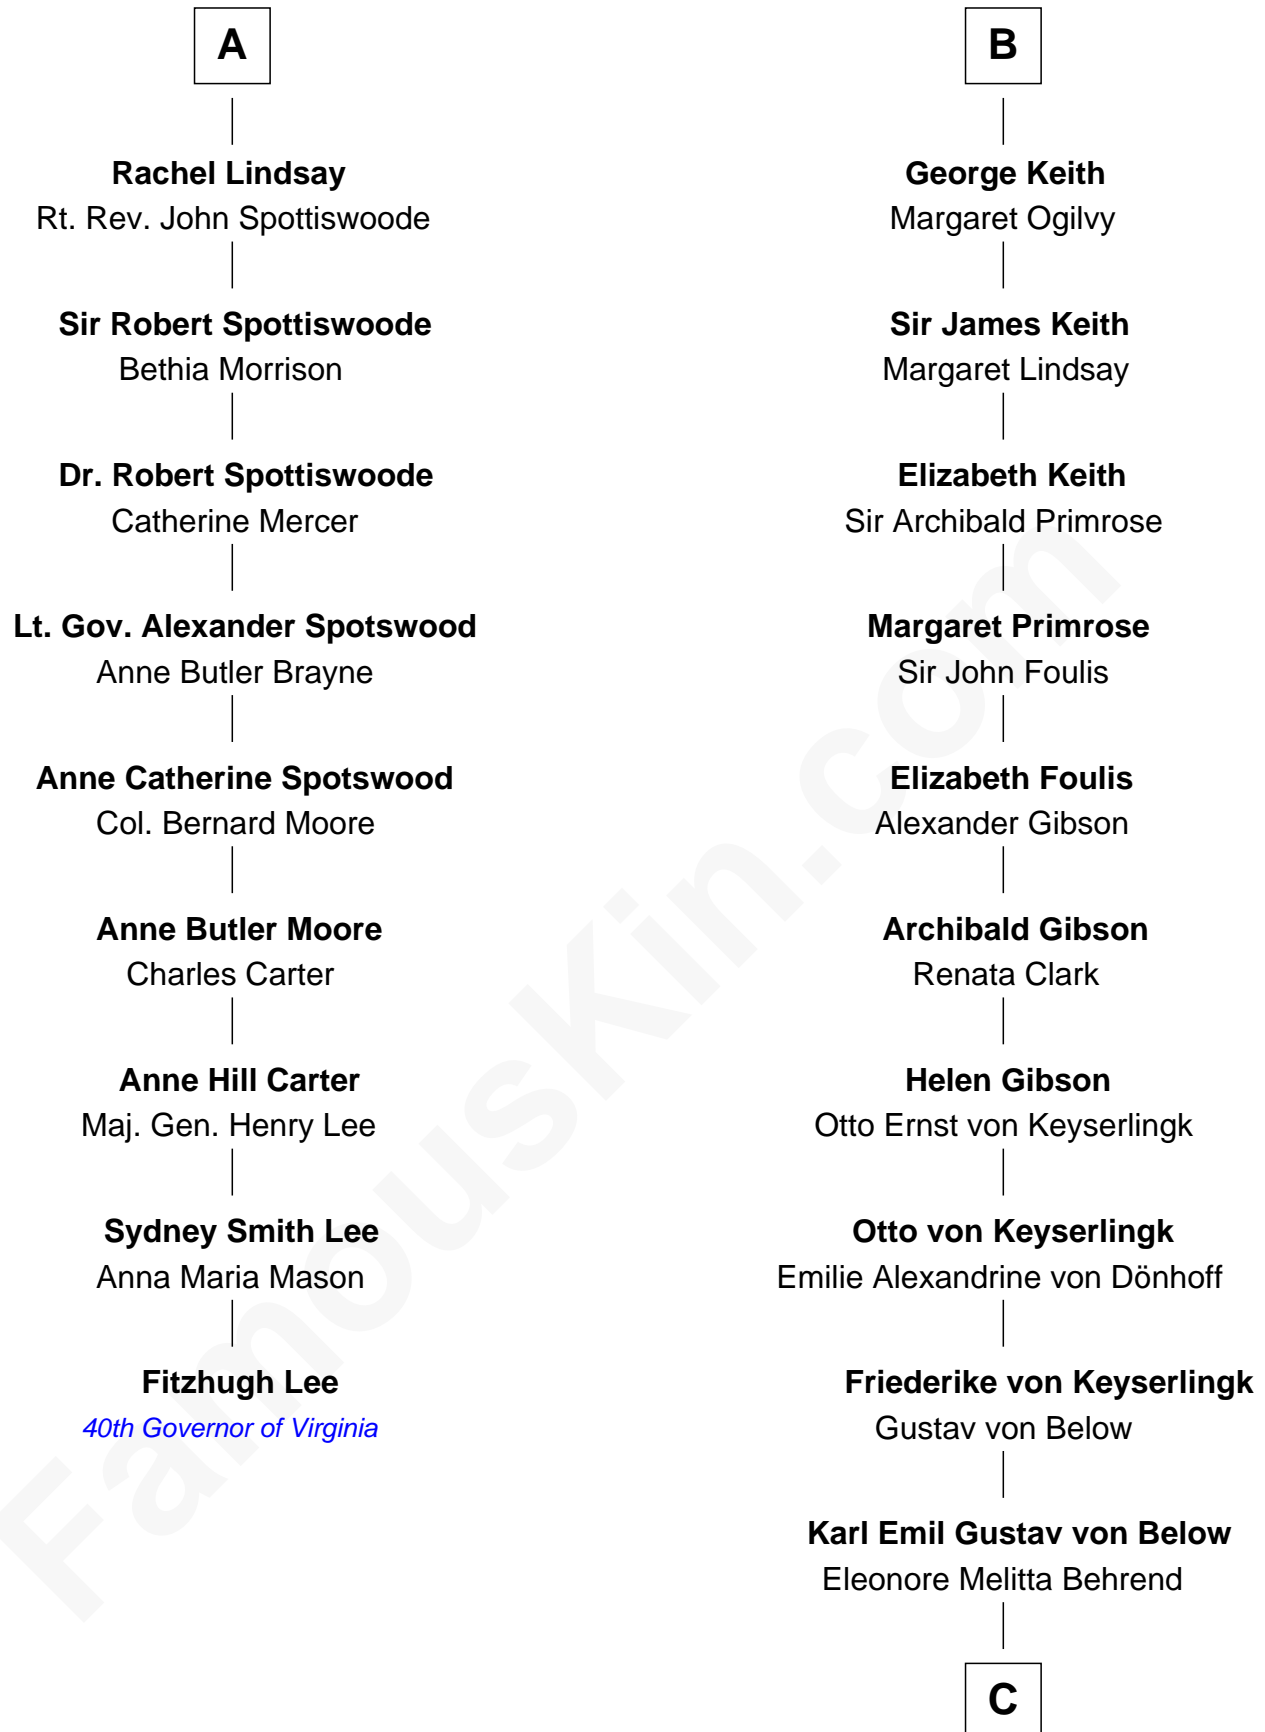 A
Rachel Lindsay
Rt. Rev. John Spottiswoode
Sir Robert Spottiswoode
Bethia Morrison
Dr. Robert Spottiswoode
Catherine Mercer
Lt. Gov. Alexander Spotswood
Anne Butler Brayne
Anne Catherine Spotswood
Col. Bernard Moore
Anne Butler Moore
Charles Carter
Anne Hill Carter
Maj. Gen. Henry Lee
Sydney Smith Lee
Anna Maria Mason
Fitzhugh Lee
40th Governor of Virginia
B
George Keith
Margaret Ogilvy
Sir James Keith
Margaret Lindsay
Elizabeth Keith
Sir Archibald Primrose
Margaret Primrose
Sir John Foulis
Elizabeth Foulis
Alexander Gibson
Archibald Gibson
Renata Clark
Helen Gibson
Otto Ernst von Keyserlingk
Otto von Keyserlingk
Emilie Alexandrine von Dönhoff
Friederike von Keyserlingk
Gustav von Below
Karl Emil Gustav von Below
Eleonore Melitta Behrend
C
FamousKin.com